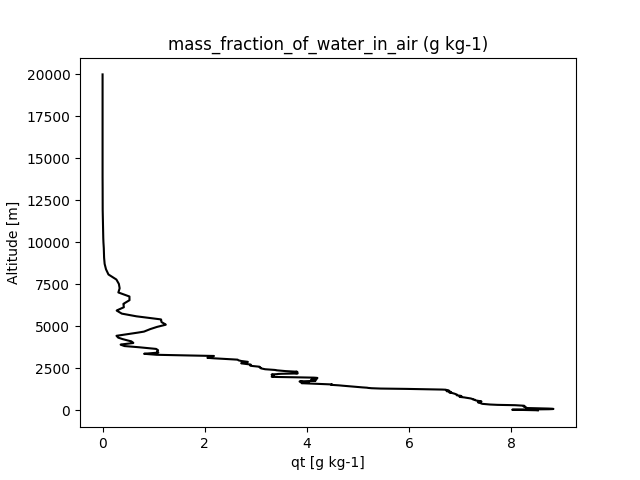 mass_fraction_of_water_in_air (g kg-1)
20000
17500
15000
12500
10000
7500
5000
2500
0
Altitude [m]
0 2 4 6 8
qt [g kg-1]